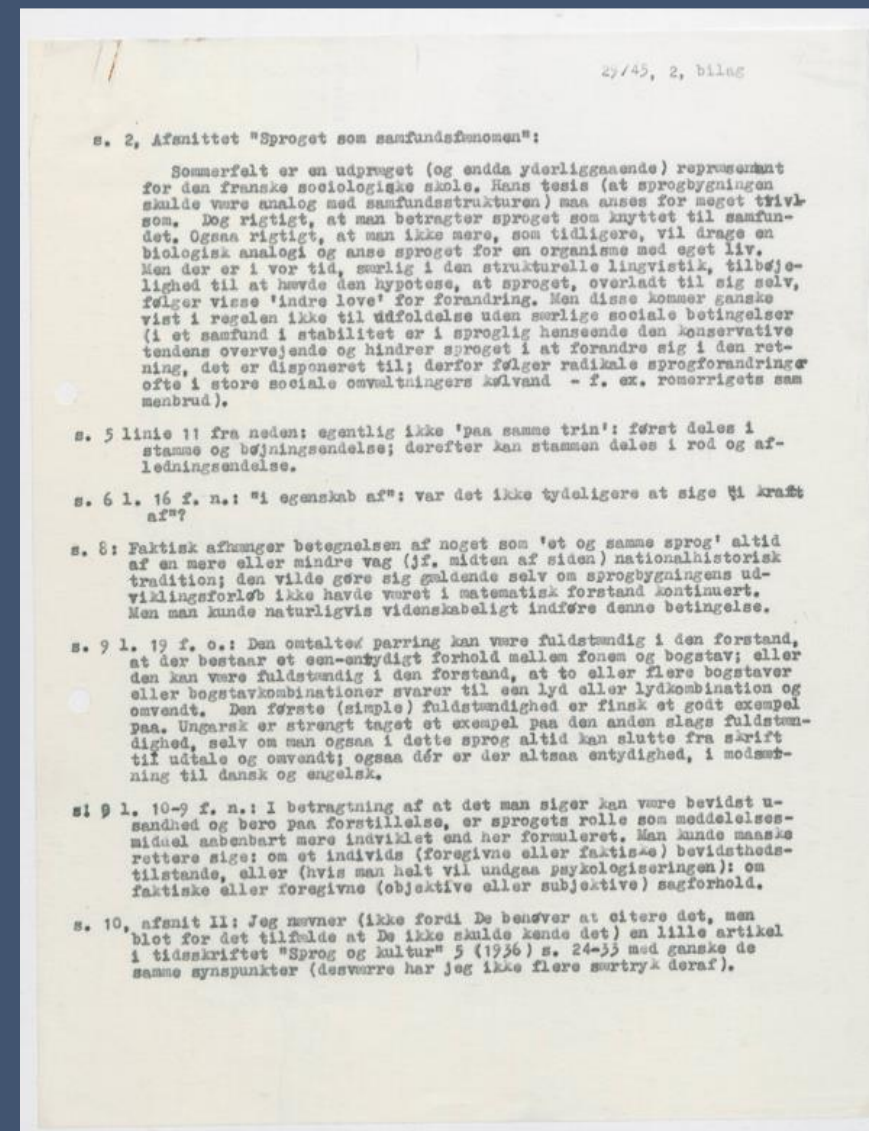 29/45, 2, bilag
s. 2, Afsnittet "Sproget som samfundsfænomen":
Sommerfelt er en udpræget (og endda yderliggaaende) repræsentant
for den franske sociologiske skole. Hans tesis (at sprogbygningen
skulde være analog med samfundsstrukturen) maa anses for meget tvivl-
som. Dog rigtigt, at man betragter sproget som knyttet til samfun-
det. Ogsaa rigtigt, at man ikke mere, som tidligere, vil drage en
biologisk analogi og anse sproget for en organisme med eget liv.
Men der er i vor tid, særlig i den strukturelle lingvistik, tilbøje-
lighed til at hævde den hypotese, at sproget, overladt til sig selv,
følger visse 'indre love' for forandring. Men disse kommer ganske
vist i regelen ikke til udfoldelse uden særlige sociale betingelser
(i et samfund i stabilitet er i sproglig henseende den konservative
tendens overvejende og hindrer sproget i at forandre sig i den ret-
ning, det er disponeret til; derfor følger radikale sprogforandringer
ofte i store sociale omvæltningers kølvand - f. ex. romerrigets sam
menbrud).
s. 5 linie 11 fra neden: egentlig ikke 'paa samme trin': først deles i
stamme og bøjningsendelse; derefter kan stammen deles i rod og af-
ledningsendelse.
s. 6 l. 16 f. n.: "i egenskab af": var det ikke tydeligere at sige "i kraft
af"?
s. 8: Faktisk afhænger betegnelsen af noget som 'et og samme sprog' altid
af en mere eller mindre vag (jf. midten af siden) nationalhistorisk
tradition; den vilde gøre sig gældende selv om sprogbygningens ud-
viklingsforløb ikke havde været i matematisk forstand kontinuert.
Men man kunde naturligvis videnskabeligt indføre denne betingelse.
s. 9 l. 19 f. o.: Den omtalte parring kan være fuldstændig i den forstand,
at der bestaar et een-entydigt forhold mellem fonem og bogstav; eller
den kan være fuldstændig i den forstand, at to eller flere bogstaver
eller bogstavkombinationer svarer til een lyd eller lydkombination og
omvendt. Den første (simple) fuldstændighed er finsk et godt exempel
paa. Ungarsk er strengt taget et exempel paa den anden slags fuldstæn-
dighed, selv om man ogsaa i dette sprog altid kan slutte fra skrift
til udtale og omvendt; ogsaa dér er der altsaa entydighed, i modsæt-
ning til dansk og engelsk.
s! 9 l. 10-9 f. n.: I betragtning af at det man siger kan være bevidst u-
sandhed og bero paa forstillelse, er sprogets rolle som meddelelses-
middel aabenbart mere indviklet end her formuleret. Man kunde maaske
rettere sige: om et individs (foregivne eller faktiske) bevidstheds-
tilstande, eller (hvis man helt vil undgaa psykologiseringen): om
faktiske eller foregivne (objektive eller subjektive) sagforhold.
s. 10, afsnit II: Jeg nævner (ikke fordi De behøver at citere det, men
blot for det tilfælde at De ikke skulde kende det) en lille artikel
i tidsskriftet "Sprog og kultur" 5 (1936) s. 24-33 med ganske de
samme synspunkter (desværre har jeg ikke flere særtryk deraf).